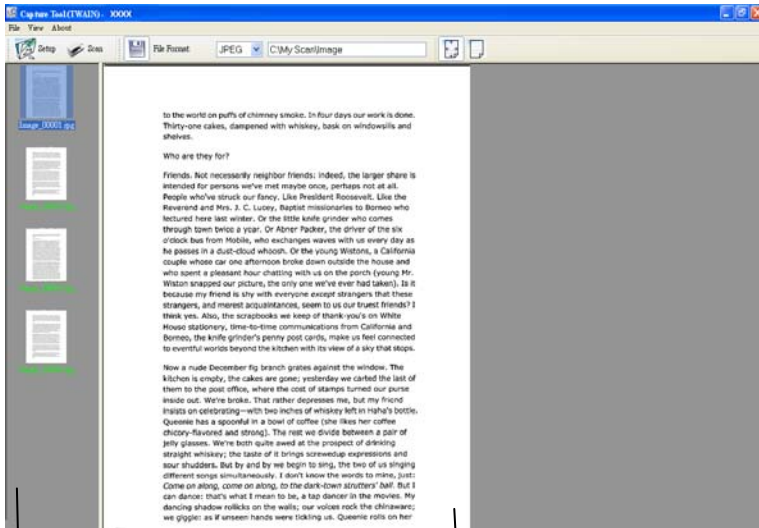 Capture Tool(TWAIN) - XXXX
File View About
Setup Scan File Format: JPEG C:\My Scan\Image
Image_00001.jpg
to the world on puffs of chimney smoke. In four days our work is done.
Thirty-one cakes, dampened with whiskey, bask on windowsills and
shelves.
Who are they for?
Friends. Not necessarily neighbor friends: indeed, the larger share is
intended for persons we've met maybe once, perhaps not at all.
People who've struck our fancy. Like President Roosevelt. Like the
Reverend and Mrs. J. C. Lucey, Baptist missionaries to Borneo who
lectured here last winter. Or the little knife grinder who comes
through town twice a year. Or Abner Packer, the driver of the six
o'clock bus from Mobile, who exchanges waves with us every day as
he passes in a dust-cloud whoosh. Or the young Wistons, a California
couple whose car one afternoon broke down outside the house and
who spent a pleasant hour chatting with us on the porch (young Mr.
Wiston snapped our picture, the only one we've ever had taken). Is it
because my friend is shy with everyone except strangers that these
strangers, and merest acquaintances, seem to us our truest friends? I
think yes. Also, the scrapbooks we keep of thank-you's on White
House stationery, time-to-time communications from California and
Borneo, the knife grinder's penny post cards, make us feel connected
to eventful worlds beyond the kitchen with its view of a sky that stops.
Now a nude December fig branch grates against the window. The
kitchen is empty, the cakes are gone; yesterday we carted the last of
them to the post office, where the cost of stamps turned our purse
inside out. We're broke. That rather depresses me, but my friend
insists on celebrating—with two inches of whiskey left in Haha's bottle.
Queenie has a spoonful in a bowl of coffee (she likes her coffee
chicory-flavored and strong). The rest we divide between a pair of
jelly glasses. We're both quite awed at the prospect of drinking
straight whiskey; the taste of it brings screwedup expressions and
sour shudders. But by and by we begin to sing, the two of us singing
different songs simultaneously. I don't know the words to mine, just:
Come on along, come on along, to the dark-town strutters' ball. But I
can dance: that's what I mean to be, a tap dancer in the movies. My
dancing shadow rollicks on the walls; our voices rock the chinaware;
we giggle: as if unseen hands were tickling us. Queenie rolls on her